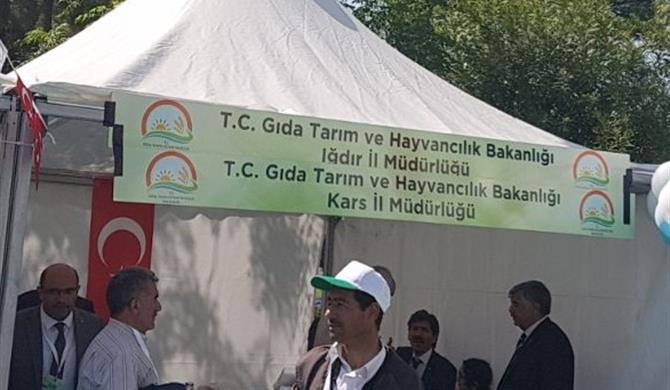 T.C. Gıda Tarım ve Hayvancılık Bakanlığı
Iğdır İl Müdürlüğü
T.C. Gıda Tarım ve Hayvancılık Bakanlığı
Kars İl Müdürlüğü